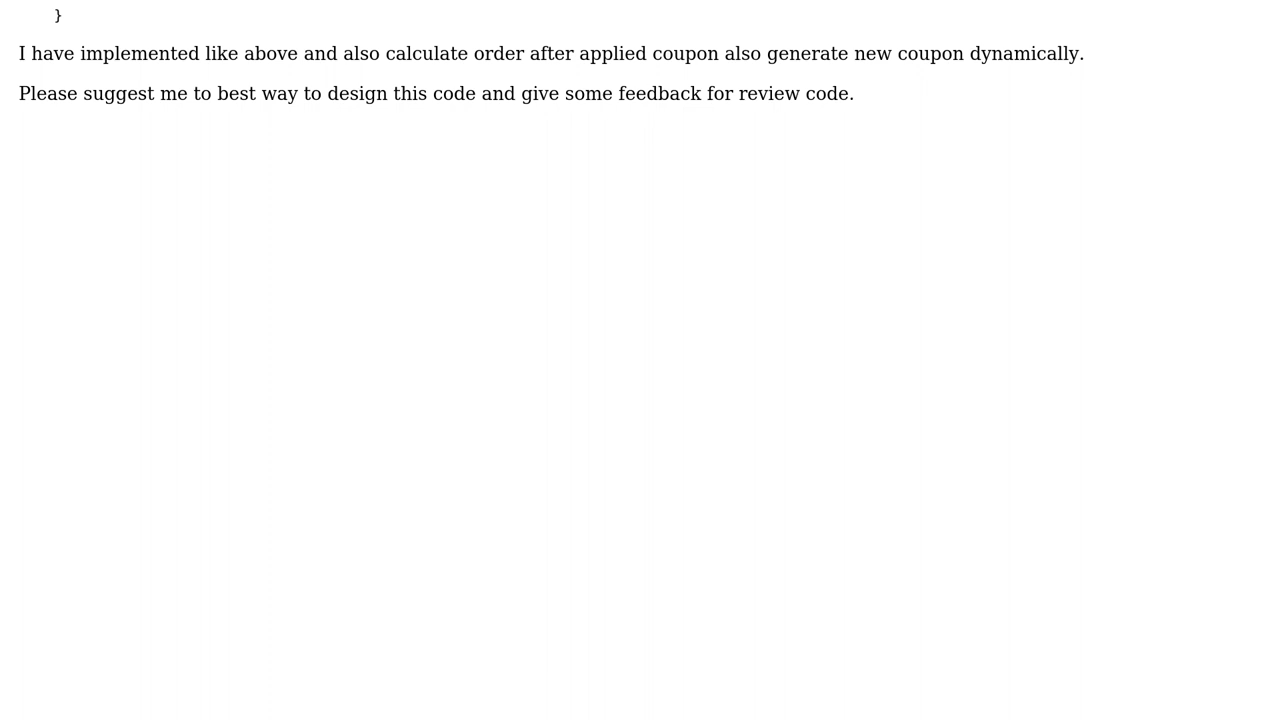 }
I have implemented like above and also calculate order after applied coupon also generate new coupon dynamically.
Please suggest me to best way to design this code and give some feedback for review code.